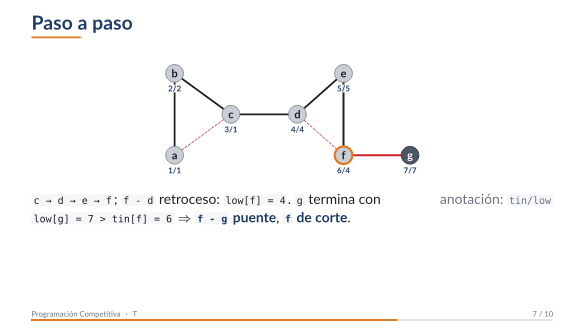 Paso a paso
b
2/2
e
5/5
c
3/1
d
4/4
a
1/1
f
6/4
g
7/7
c → d → e → f; f - d retroceso: low[f] = 4. g termina con
low[g] = 7 > tin[f] = 6 ⇒ f - g puente, f de corte.
anotación: tin/low
Programación Competitiva · T
7 / 10